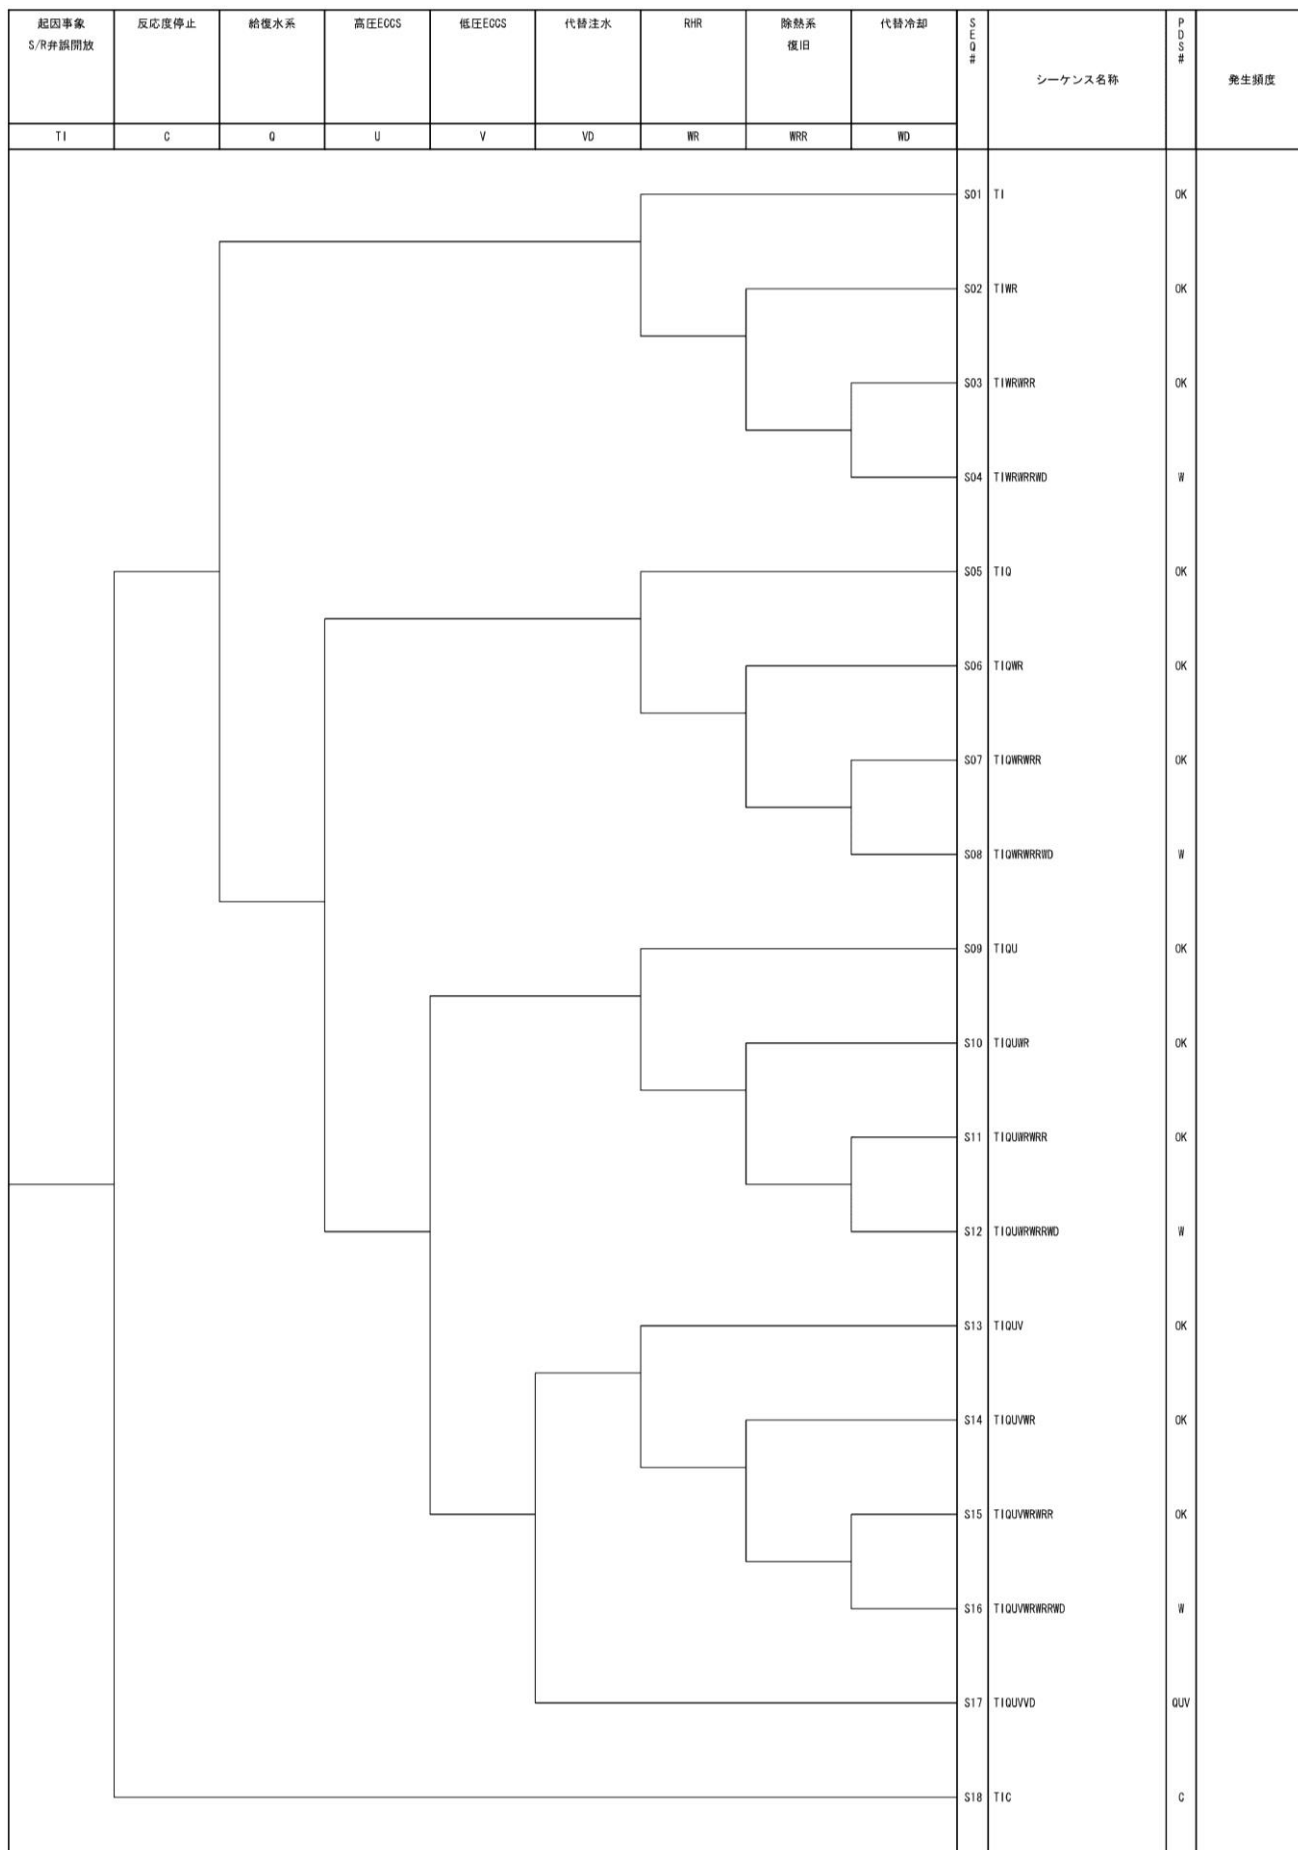 起因事象 反応度停止 給復水系 高圧ECCS 低圧ECCS 代替注水 RHR 除熱系 代替冷却 SEQ# シーケンス名称 PDS# 発生頻度
S/R弁誤開放 復旧
TI C Q U V VD WR WRR WD
S01 TI OK
S02 TIWR OK
S03 TIWRWRR OK
S04 TIWRWRRWD W
S05 TIQ OK
S06 TIQWR OK
S07 TIQWRWRR OK
S08 TIQWRWRRWD W
S09 TIQU OK
S10 TIQUWR OK
S11 TIQUWRWRR OK
S12 TIQUWRWRRWD W
S13 TIQUV OK
S14 TIQUVWR OK
S15 TIQUVWRWRR OK
S16 TIQUVWRWRRWD W
S17 TIQUVVD QUV
S18 TIC C